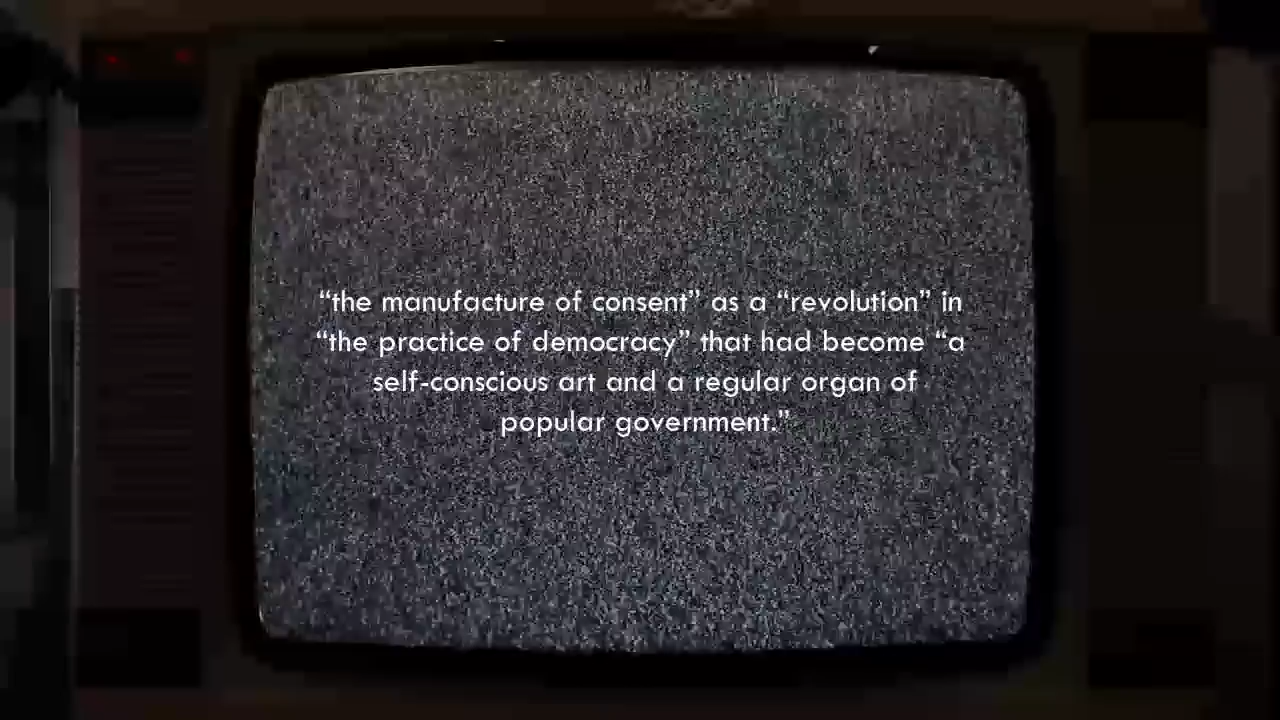 “the manufacture of consent” as a “revolution” in
“the practice of democracy” that had become “a
self-conscious art and a regular organ of
popular government.”